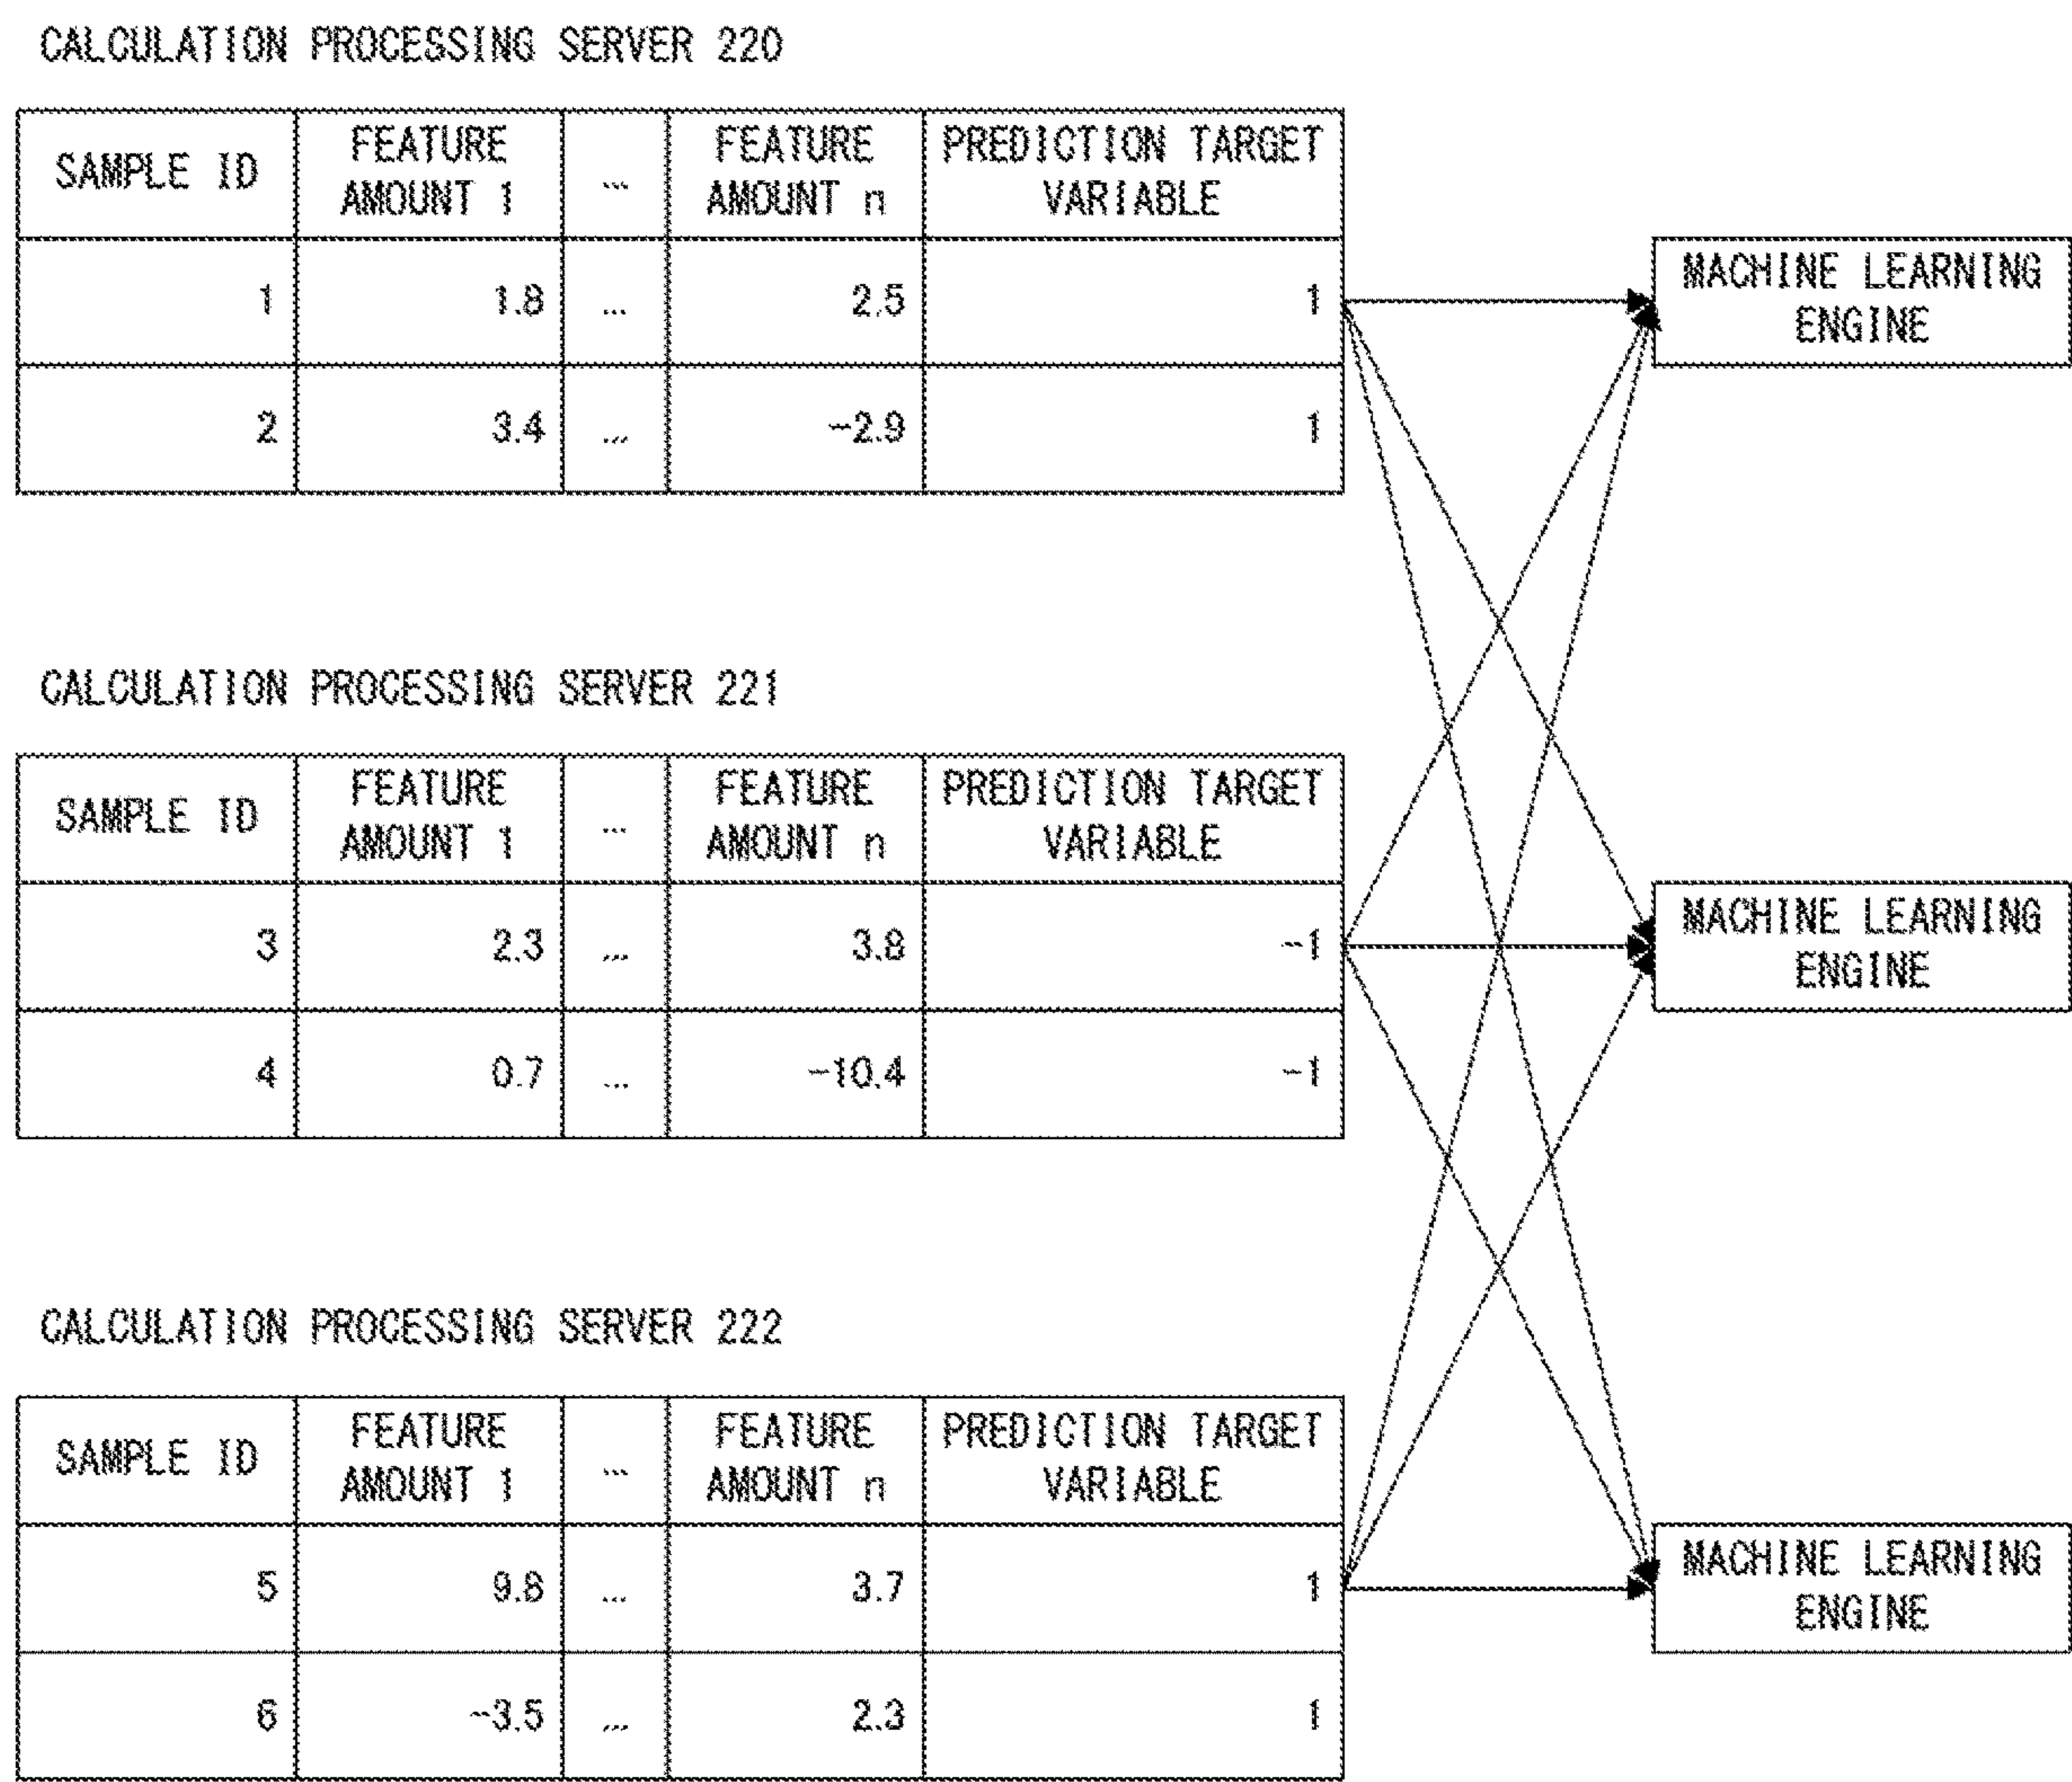 CALCULATION PROCESSING SERVER 220
SAMPLE ID
FEATURE
AMOUNT 1
...
FEATURE
AMOUNT n
PREDICTION TARGET
VARIABLE
1
1.8
...
2.5
1
2
3.4
...
-2.9
1
MACHINE LEARNING
ENGINE
CALCULATION PROCESSING SERVER 221
SAMPLE ID
FEATURE
AMOUNT 1
...
FEATURE
AMOUNT n
PREDICTION TARGET
VARIABLE
3
2.3
...
3.8
-1
4
0.7
...
-10.4
-1
MACHINE LEARNING
ENGINE
CALCULATION PROCESSING SERVER 222
SAMPLE ID
FEATURE
AMOUNT 1
...
FEATURE
AMOUNT n
PREDICTION TARGET
VARIABLE
5
...
3.7
1
6
-3.5
...
2.3
1
MACHINE LEARNING
ENGINE